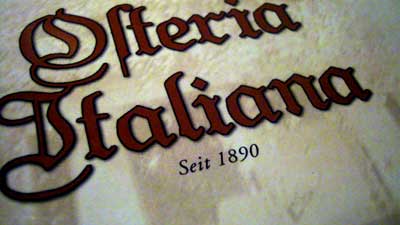 Oſteria
Italiana
Seit 1890